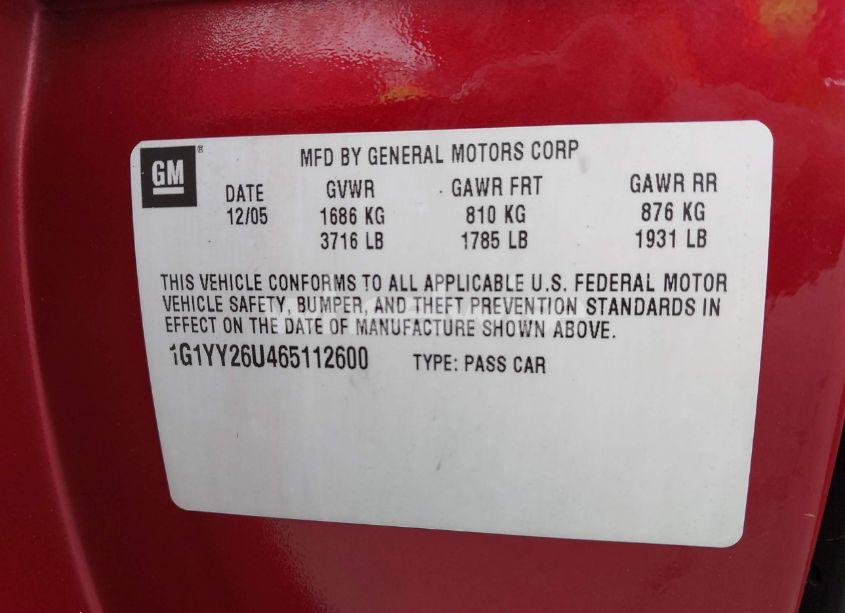 GM
MFD BY GENERAL MOTORS CORP
DATE GVWR GAWR FRT GAWR RR
12/05 1686 KG 810 KG 876 KG
3716 LB 1785 LB 1931 LB
THIS VEHICLE CONFORMS TO ALL APPLICABLE U.S. FEDERAL MOTOR
VEHICLE SAFETY, BUMPER, AND THEFT PREVENTION STANDARDS IN
EFFECT ON THE DATE OF MANUFACTURE SHOWN ABOVE.
1G1YY26U465112600 TYPE: PASS CAR